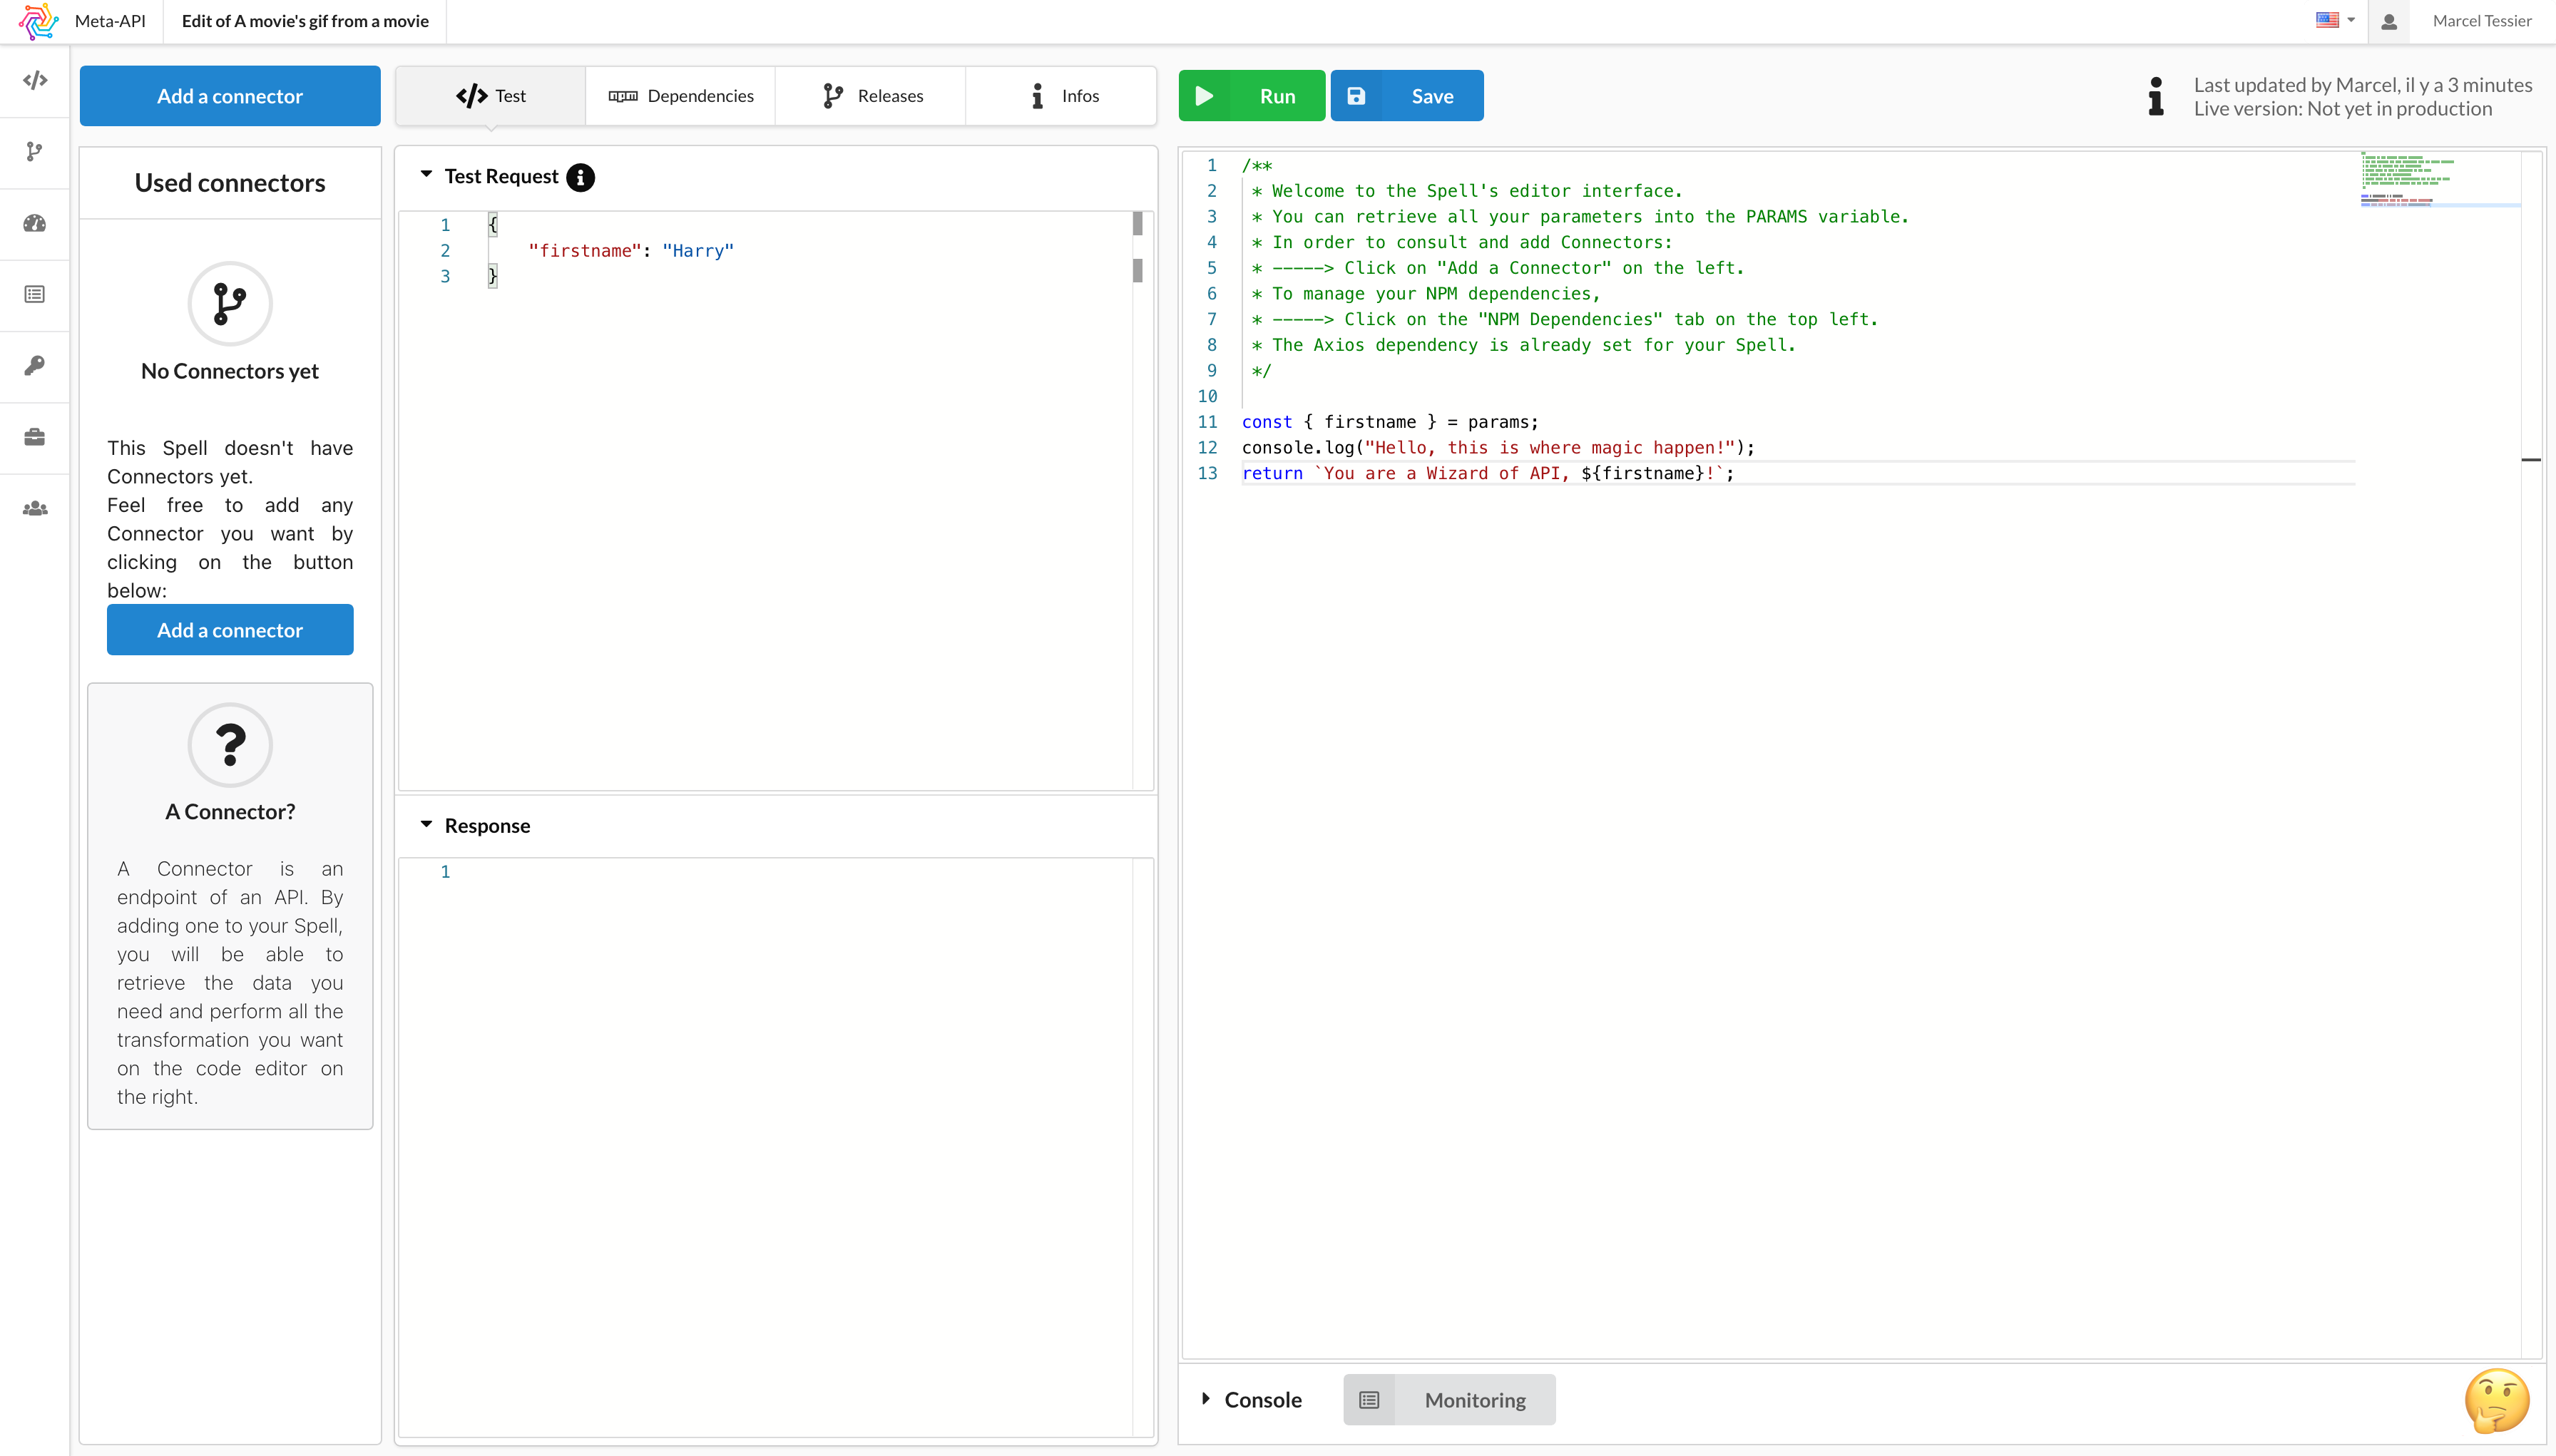 Meta-API
Edit of A movie's gif from a movie
Marcel Tessier
Add a connector
Test
Dependencies
Releases
Infos
Run
Save
Last updated by Marcel, il y a 3 minutes
Live version: Not yet in production
Used connectors
No Connectors yet
This Spell doesn't have
Connectors yet.
Feel free to add any
Connector you want by
clicking on the button
below:
Add a connector
?
A Connector?
A Connector is an
endpoint of an API. By
adding one to your Spell,
you will be able to
retrieve the data you
need and perform all the
transformation you want
on the code editor on
the right.
Test Request
1 {
2 "firstname": "Harry"
3 }
Response
1
1 /**
2 * Welcome to the Spell's editor interface.
3 * You can retrieve all your parameters into the PARAMS variable.
4 * In order to consult and add Connectors:
5 * -----> Click on "Add a Connector" on the left.
6 * To manage your NPM dependencies,
7 * -----> Click on the "NPM Dependencies" tab on the top left.
8 * The Axios dependency is already set for your Spell.
9 */
10
11 const { firstname } = params;
12 console.log("Hello, this is where magic happen!");
13 return `You are a Wizard of API, ${firstname}!`;
Console
Monitoring